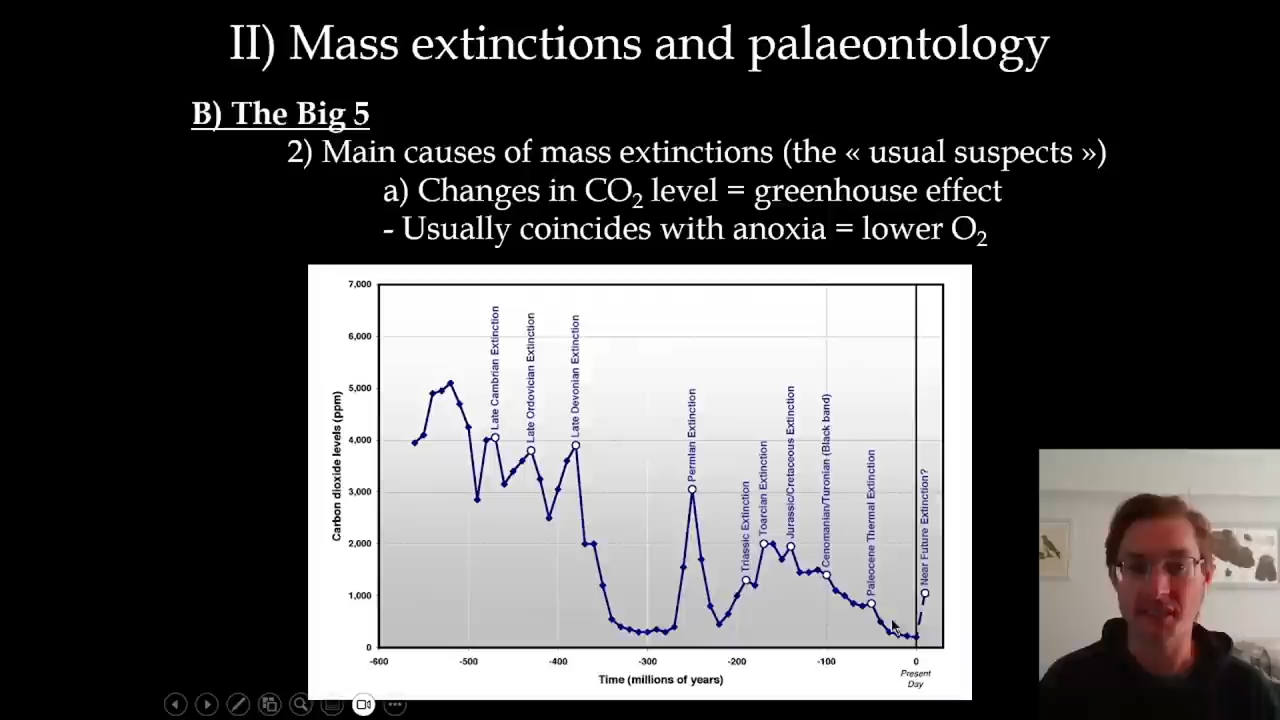 II) Mass extinctions and palaeontology
B) The Big 5
2) Main causes of mass extinctions (the « usual suspects »)
a) Changes in CO₂ level = greenhouse effect
- Usually coincides with anoxia = lower O₂
7,000
6,000
5,000
4,000
3,000
2,000
1,000
0
Carbon dioxide levels (ppm)
Late Cambrian Extinction
Late Ordovician Extinction
Late Devonian Extinction
Permian Extinction
Triassic Extinction
Toarcian Extinction
Jurassic/Cretaceous Extinction
Cenomanian/Turonian (Black band)
Paleocene Thermal Extinction
Near Future Extinction?
-600
-500
-400
-300
-200
-100
0
Present
Day
Time (millions of years)